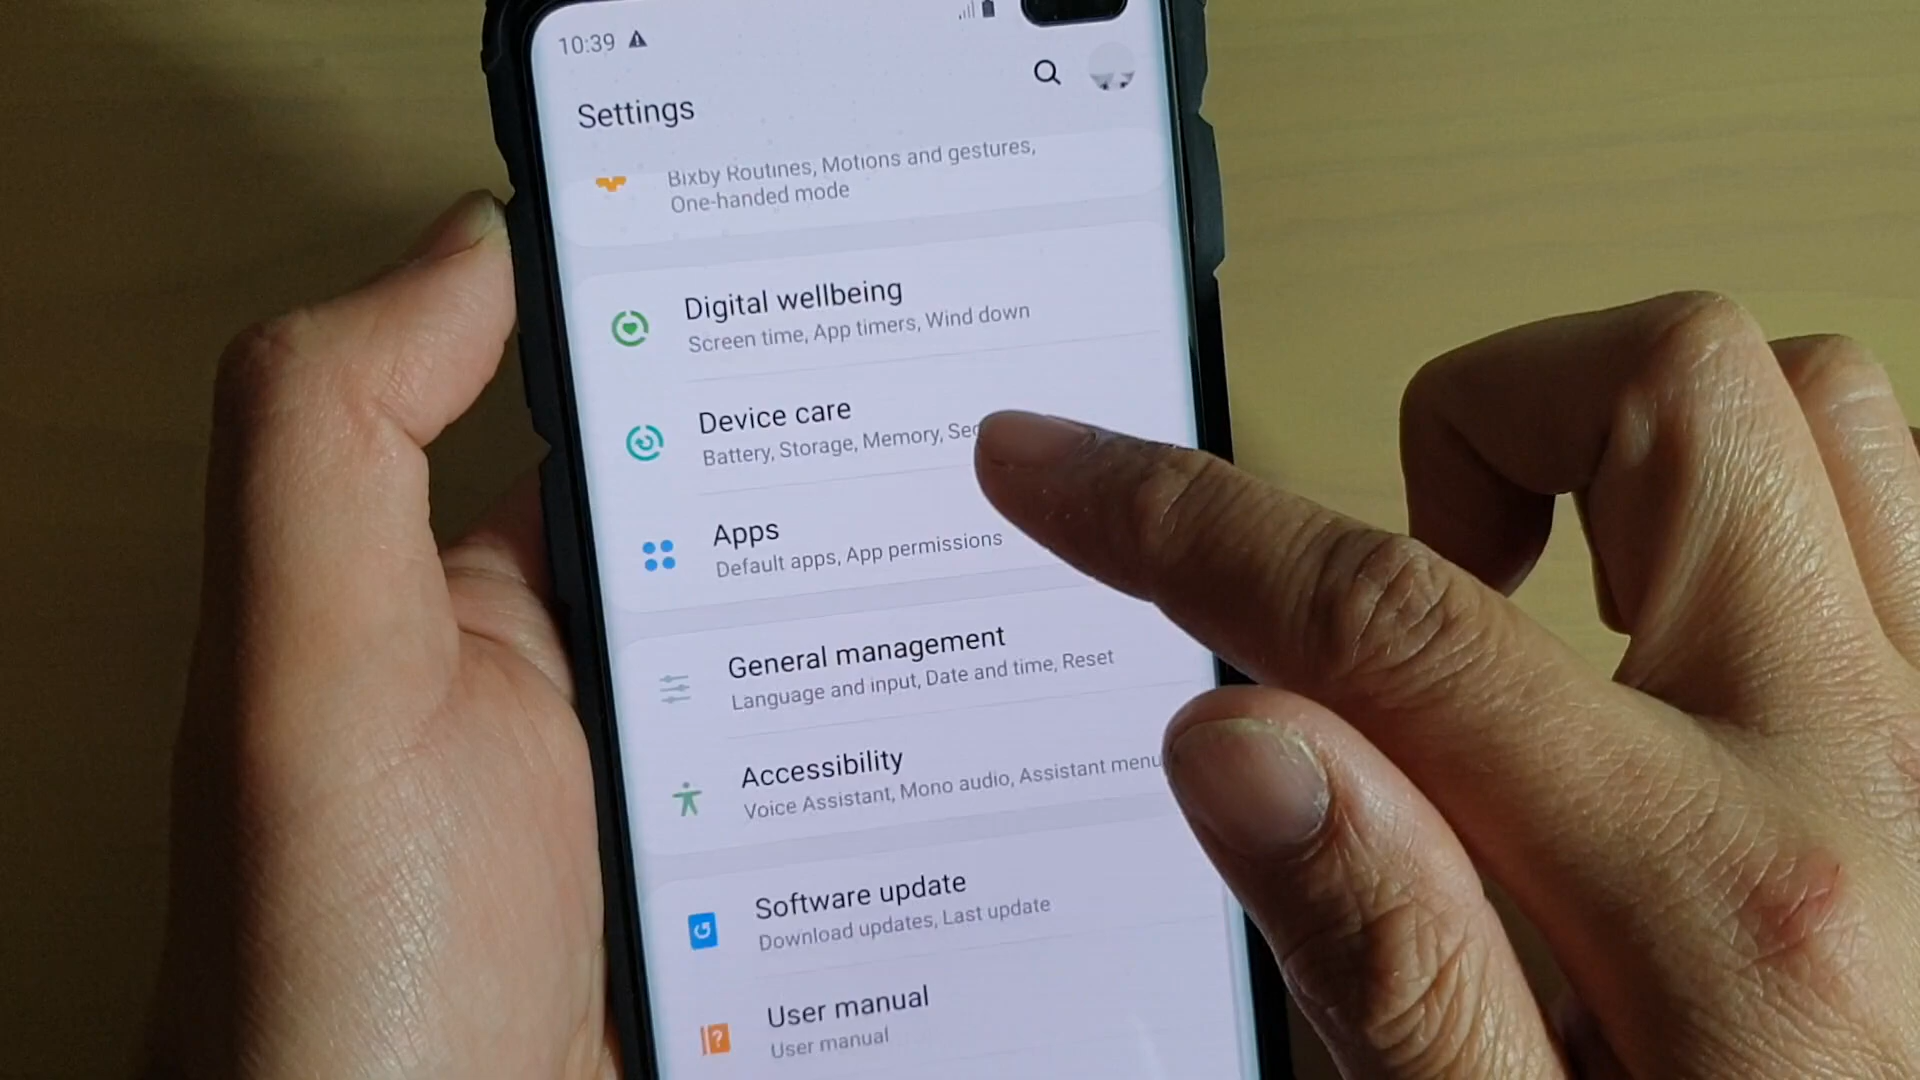 10:39
Settings
Bixby Routines, Motions and gestures,
One-handed mode
Digital wellbeing
Screen time, App timers, Wind down
Device care
Battery, Storage, Memory,
Apps
Default apps, App permissions
General management
Language and input, Date and time, Reset
Accessibility
Voice Assistant, Mono audio, Assistant menu
Software update
Download updates, Last update
User manual
User manual